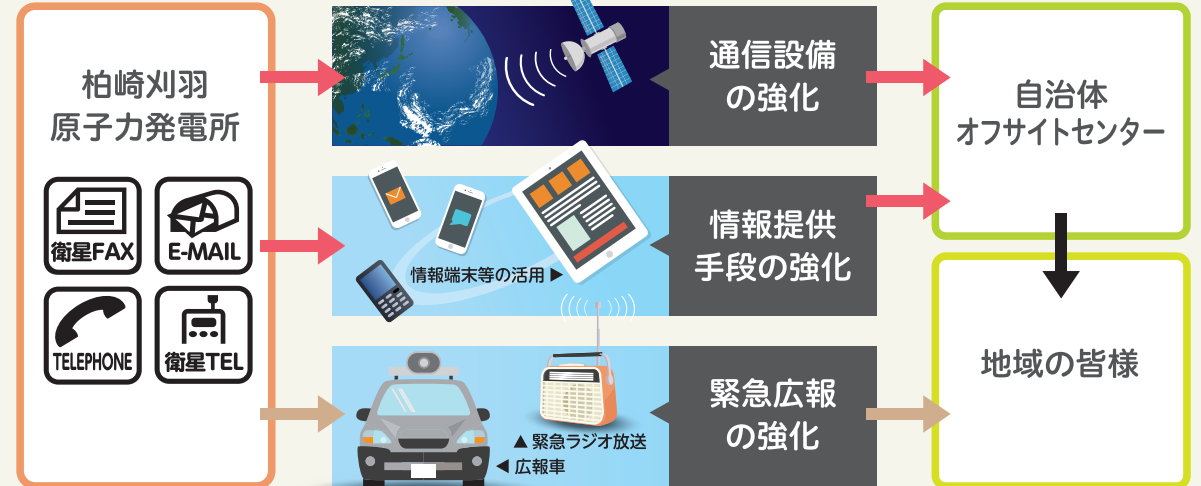 柏崎刈羽
原子力発電所
衛星FAX
E-MAIL
TELEPHONE
衛星TEL
通信設備
の強化
情報端末等の活用 ▶
情報提供
手段の強化
▲ 緊急ラジオ放送
◀ 広報車
緊急広報
の強化
自治体
オフサイトセンター
地域の皆様